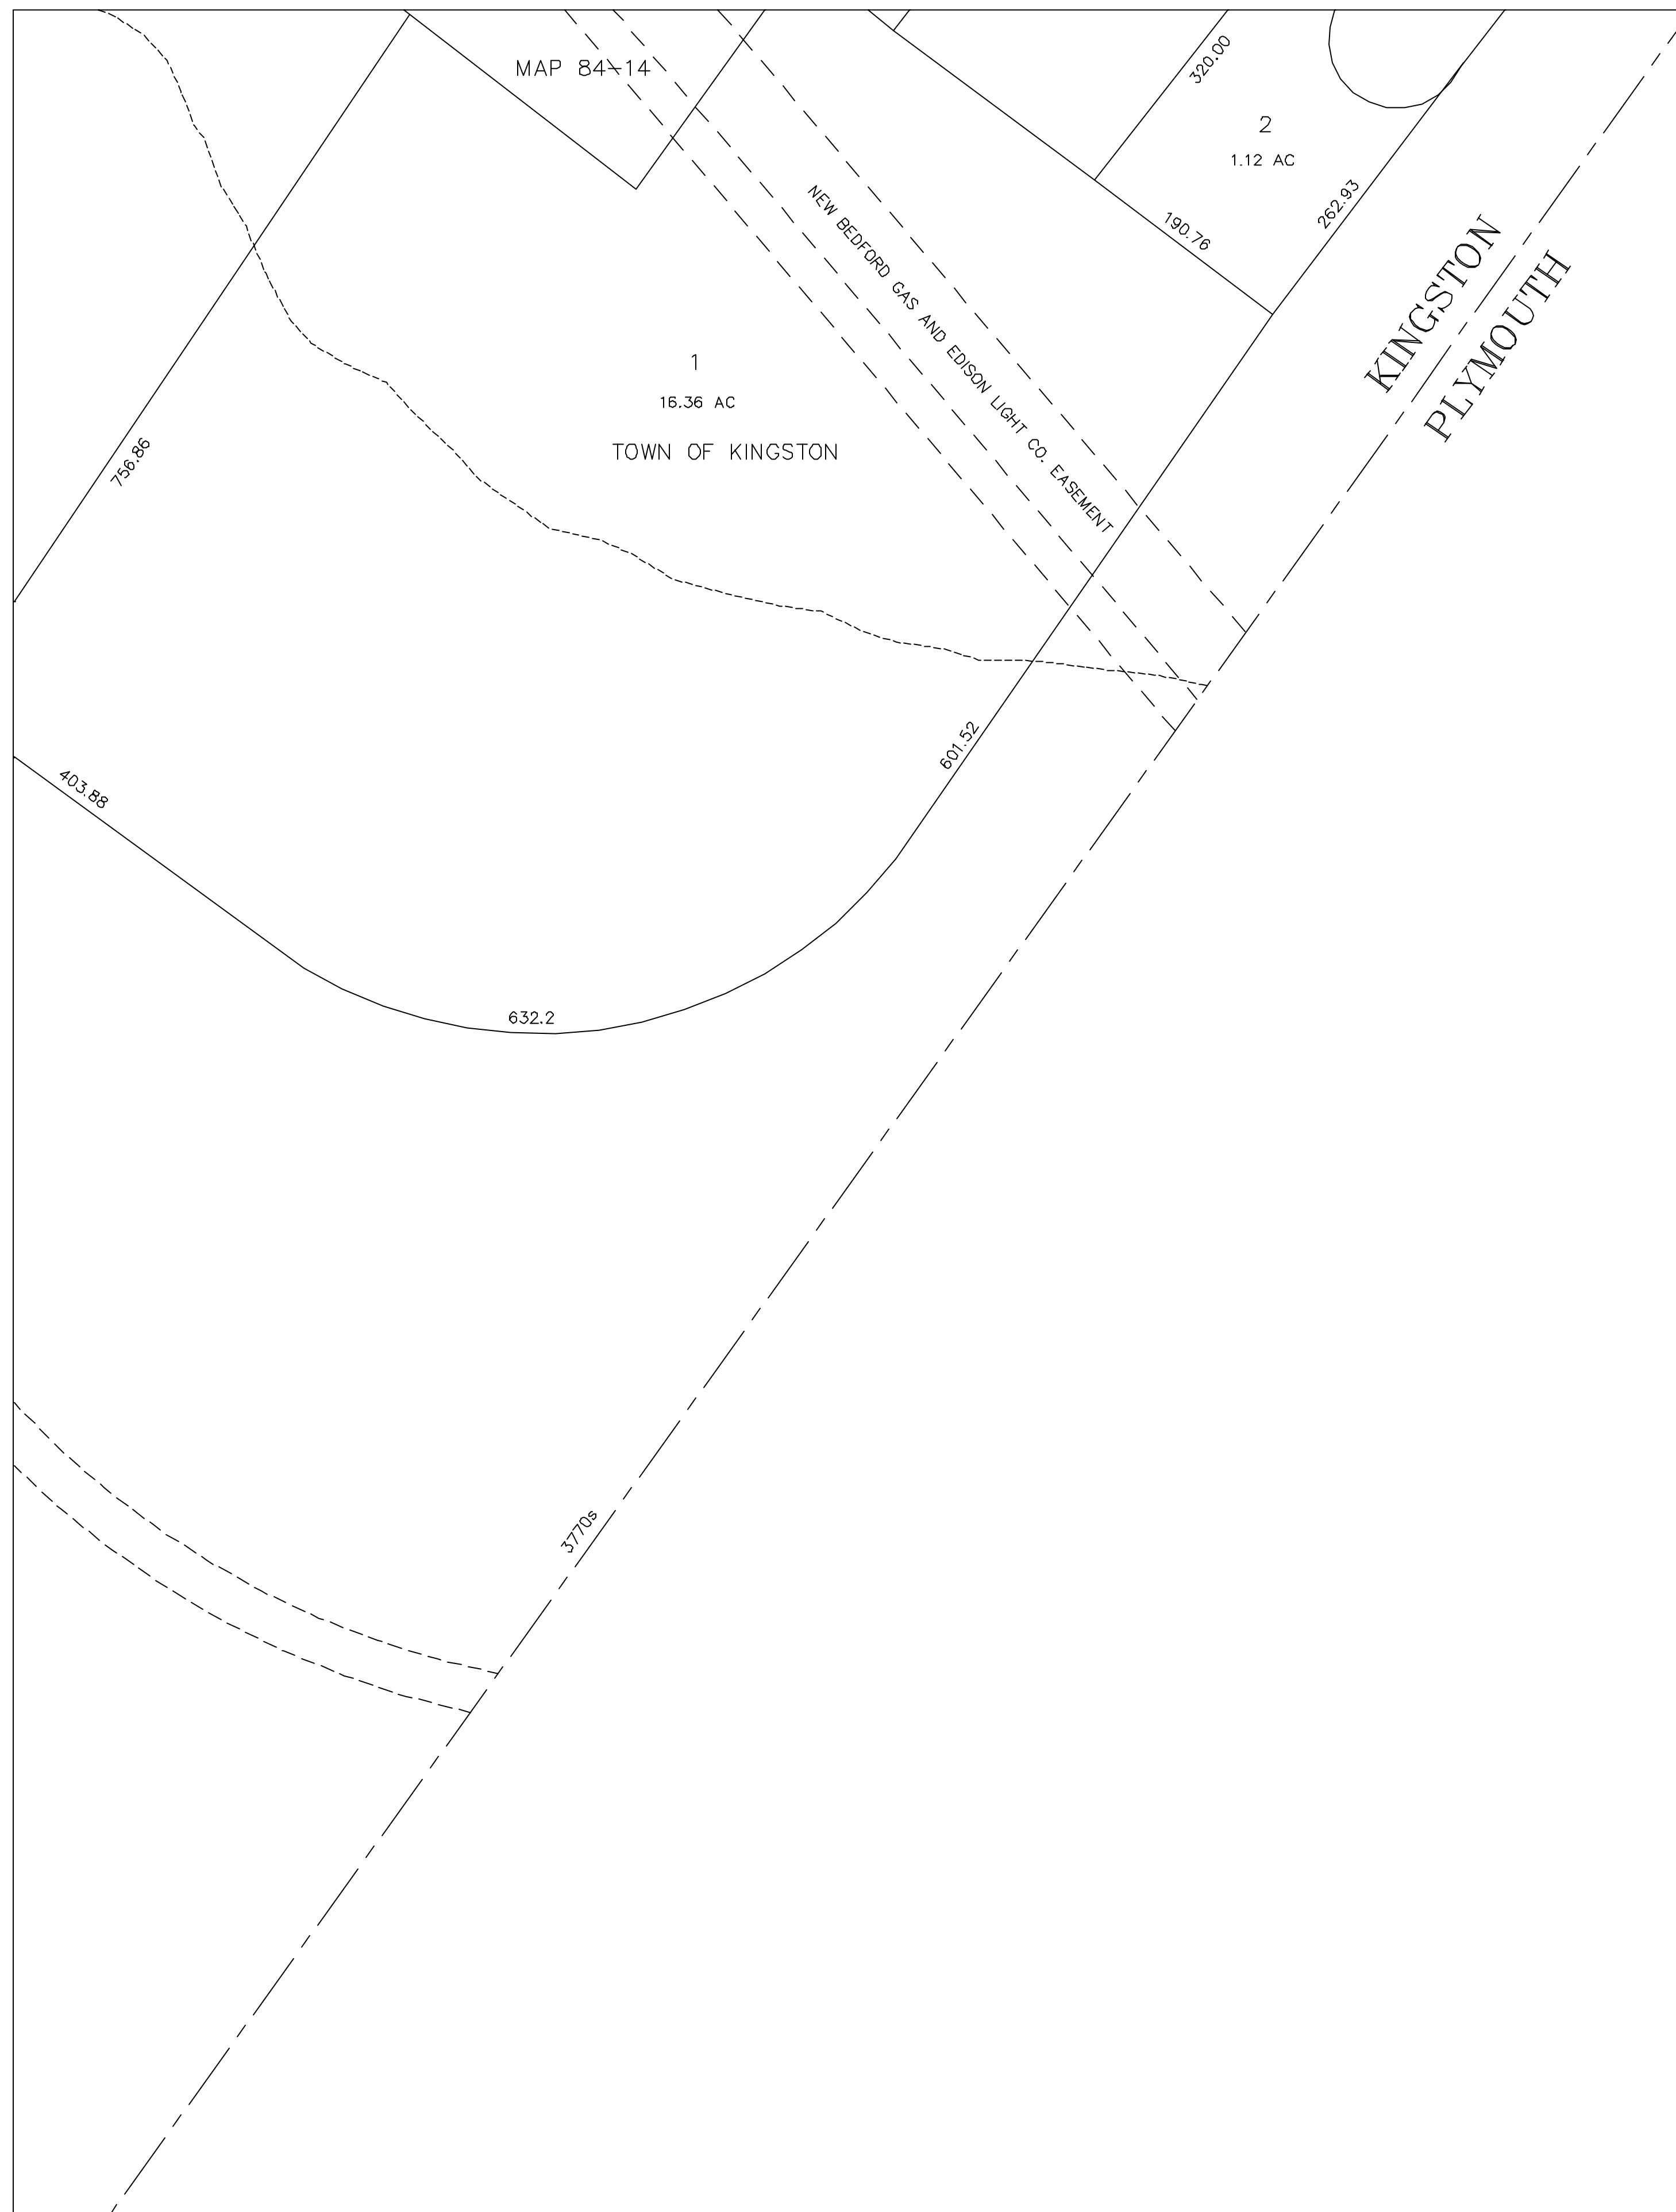 MAP 84-14
320.00
2
1.12 AC
262.93
190.76
NEW BEDFORD GAS AND EDISON LIGHT CO. EASEMENT
KINGSTON
PLYMOUTH
1
16.36 AC
TOWN OF KINGSTON
756.86
601.52
403.88
632.2
3770s